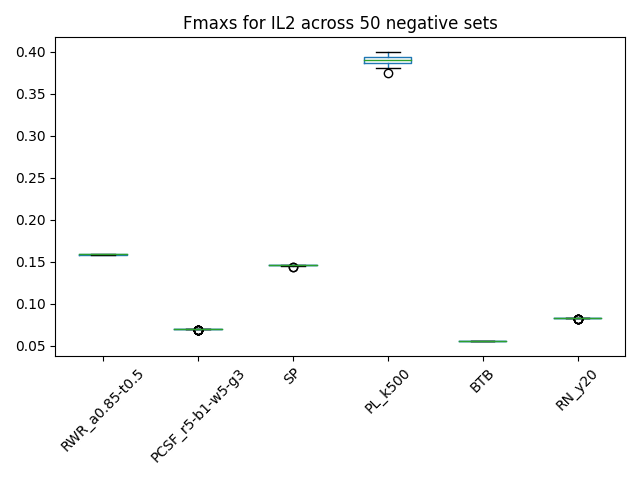 Fmaxs for IL2 across 50 negative sets
0.40
0.35
0.30
0.25
0.20
0.15
0.10
0.05
RWR_a0.85-t0.5
PCSF_r5-b1-w5-g3
SP
PL_k500
BTB
RN_y20